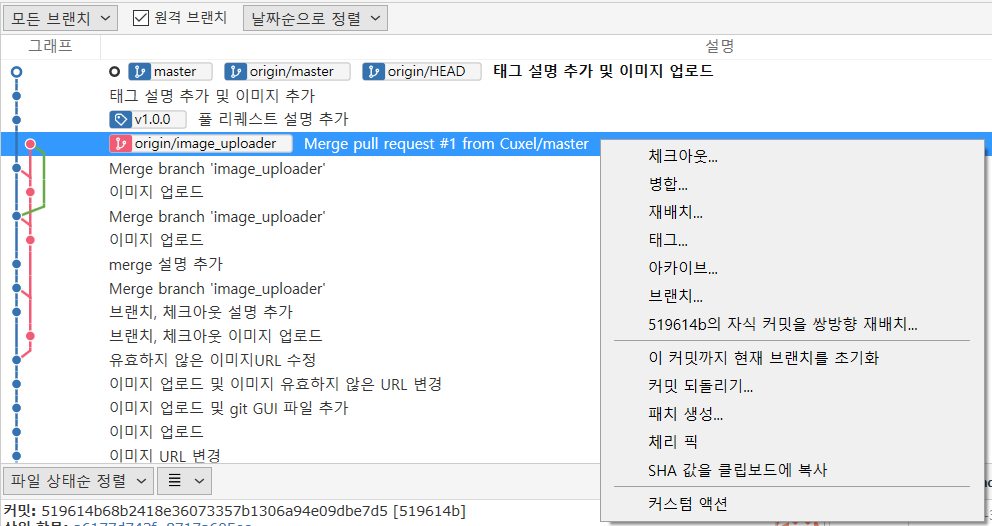 모든 브랜치 원격 브랜치 날짜순으로 정렬
그래프 설명
master origin/master origin/HEAD 태그 설명 추가 및 이미지 업로드
태그 설명 추가 및 이미지 추가
v1.0.0 풀 리퀘스트 설명 추가
origin/image_uploader Merge pull request #1 from Cuxel/master
Merge branch 'image_uploader'
이미지 업로드
Merge branch 'image_uploader'
이미지 업로드
merge 설명 추가
Merge branch 'image_uploader'
브랜치, 체크아웃 설명 추가
브랜치, 체크아웃 이미지 업로드
유효하지 않은 이미지URL 수정
이미지 업로드 및 이미지 유효하지 않은 URL 변경
이미지 업로드 및 git GUI 파일 추가
이미지 업로드
이미지 URL 변경
체크아웃...
병합...
재배치...
태그...
아카이브...
브랜치...
519614b의 자식 커밋을 쌍방향 재배치...
이 커밋까지 현재 브랜치를 초기화
커밋 되돌리기...
패치 생성...
체리 픽
SHA 값을 클립보드에 복사
커스텀 액션
파일 상태순 정렬
커밋: 519614b68b2418e36073357b1306a94e09dbe7d5 [519614b]